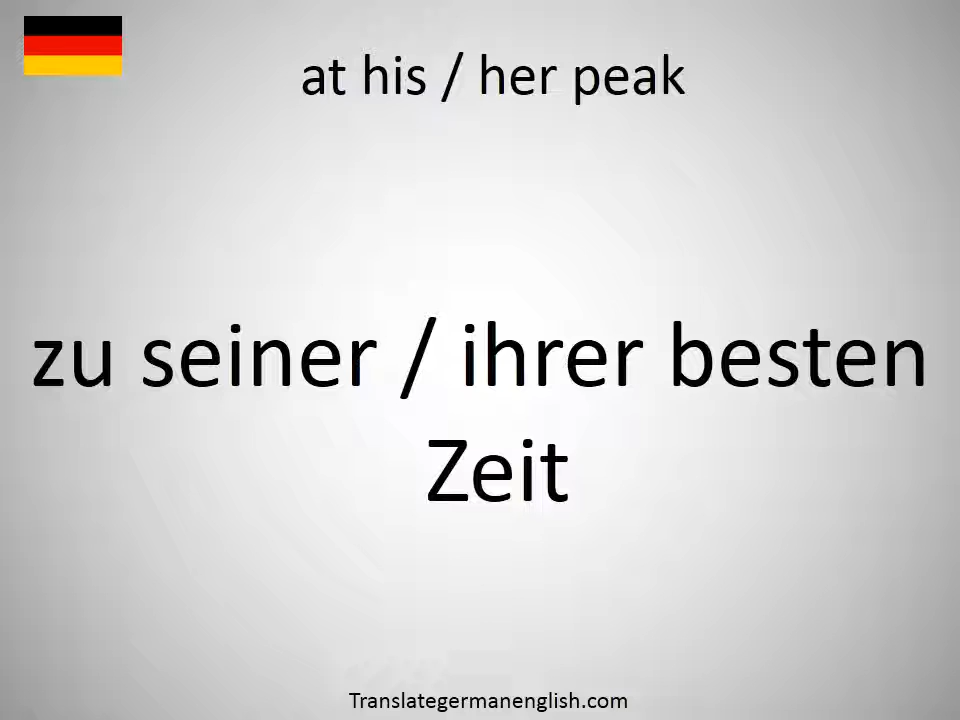 at his / her peak
zu seiner / ihrer besten
Zeit
Translategermanenglish.com